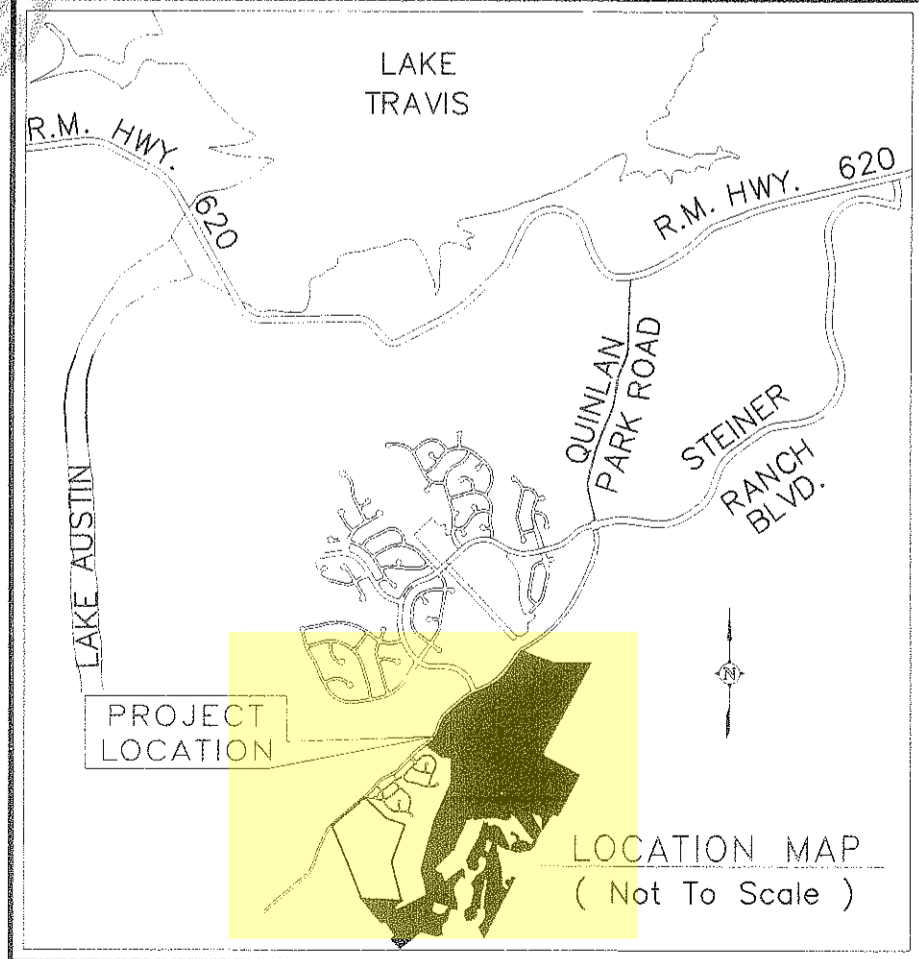 LAKE
TRAVIS
R.M. HWY.
620
R.M. HWY. 620
QUINLAN
PARK ROAD
STEINER
RANCH
BLVD.
LAKE AUSTIN
N
PROJECT
LOCATION
LOCATION MAP
( Not To Scale )